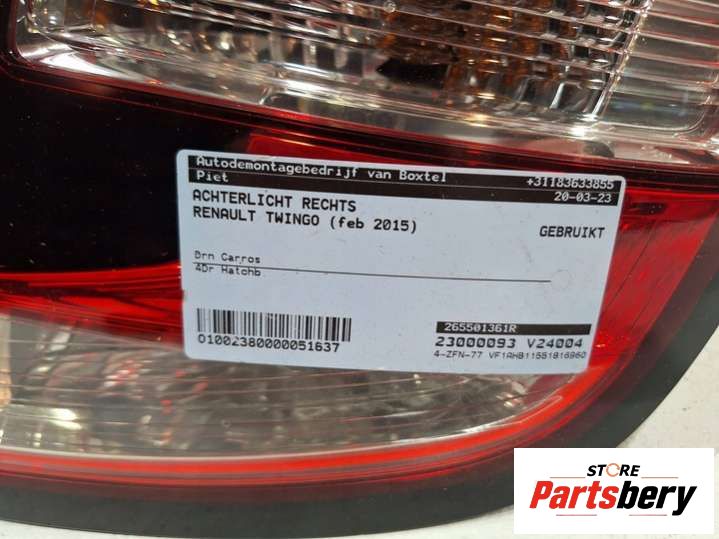 Autodemontagebedrijf van Boxtel +31183633855
Piet 20-03-23
ACHTERLICHT RECHTS
RENAULT TWINGO (feb 2015) GEBRUIKT
Brn Carros
4Dr Hatchb
265501361R
01002380000051637 23000093 V24004
4-ZFN-77 VF1AHB11551816960
STORE
Partsbery